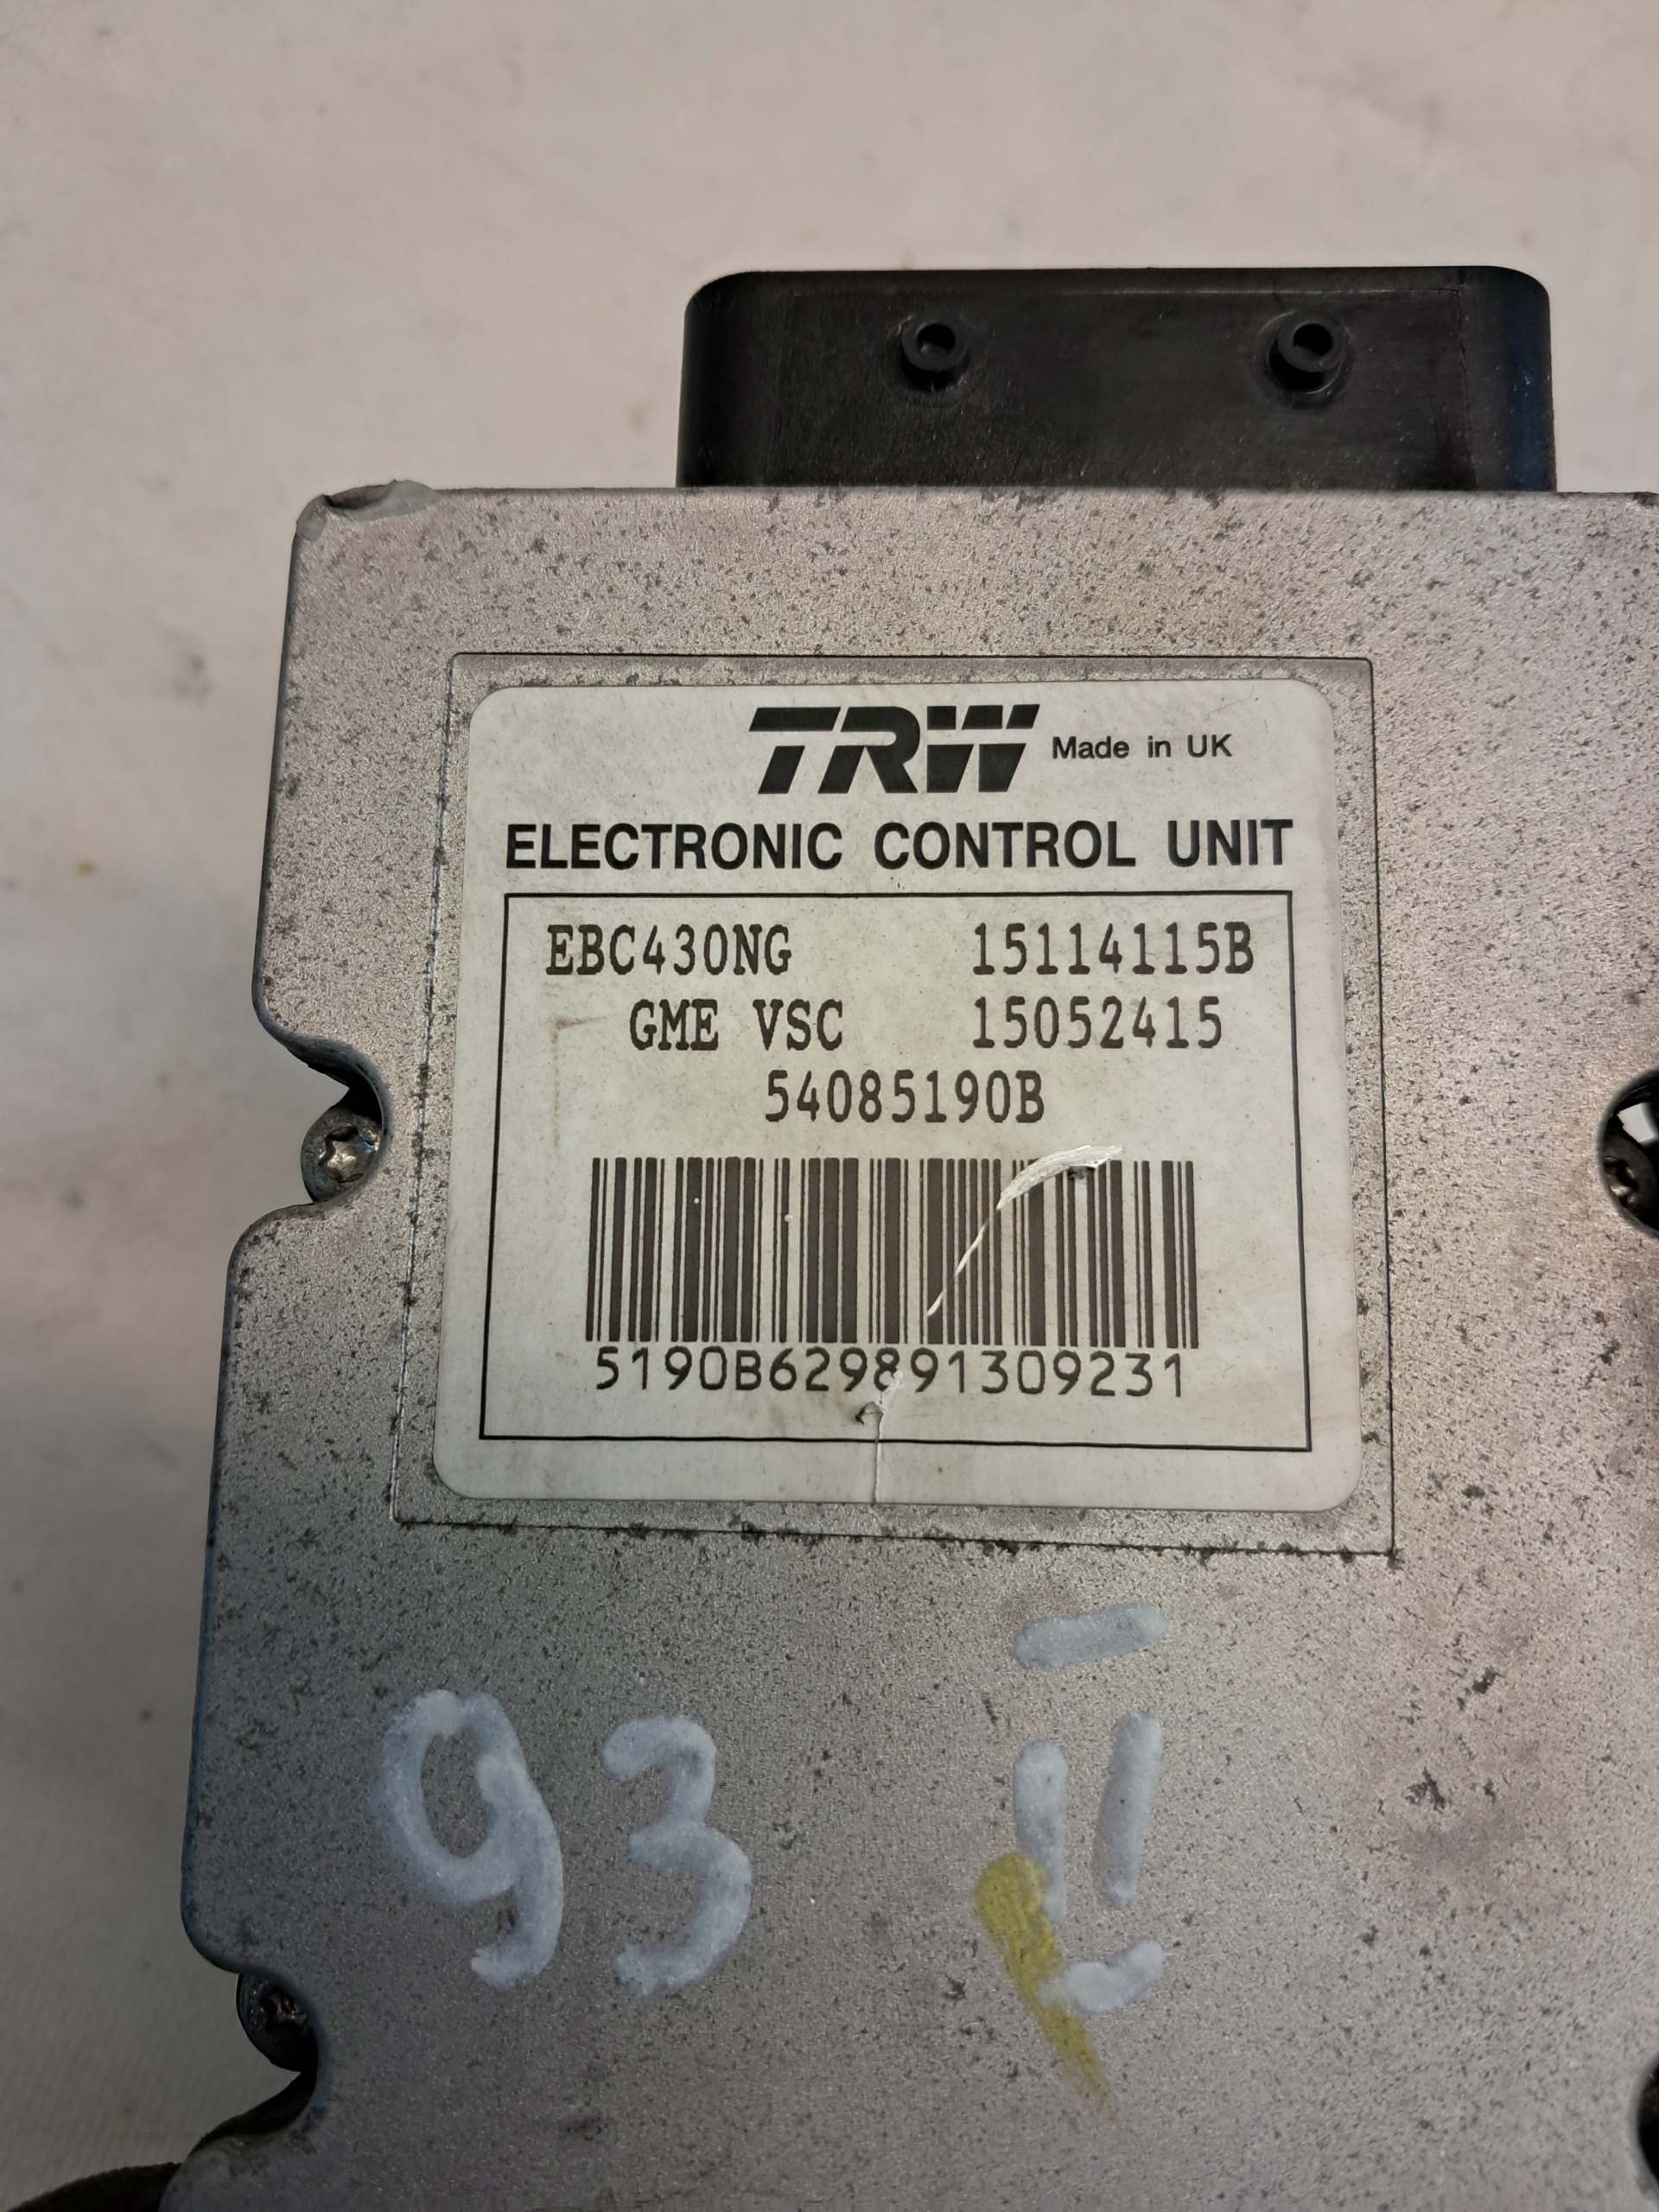 TRW Made in UK
ELECTRONIC CONTROL UNIT
EBC430NG 15114115B
GME VSC 15052415
54085190B
5190B629891309231
93